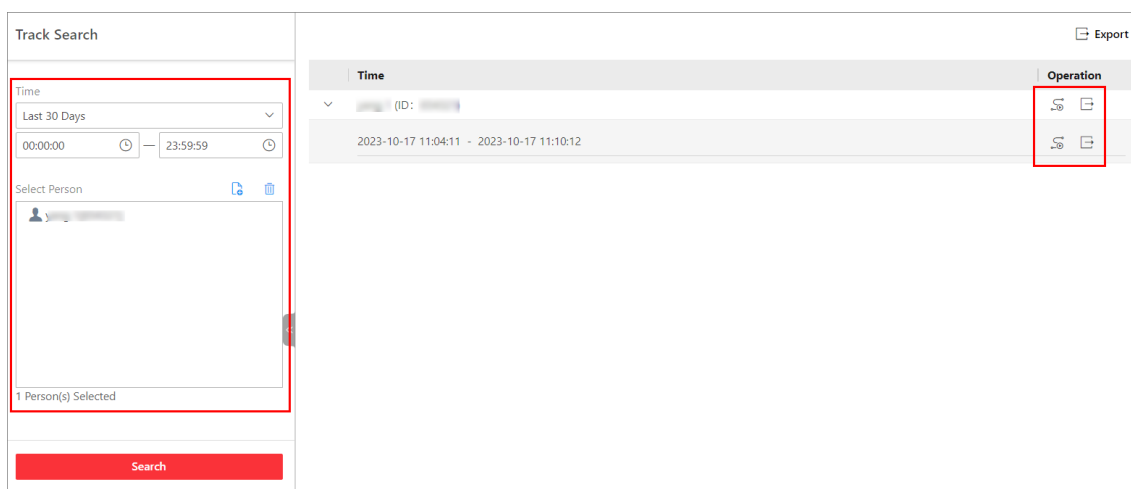 Track Search
Export
Time
Last 30 Days
00:00:00 — 23:59:59
Select Person
1 Person(s) Selected
Search
Time Operation
(ID:
2023-10-17 11:04:11 - 2023-10-17 11:10:12